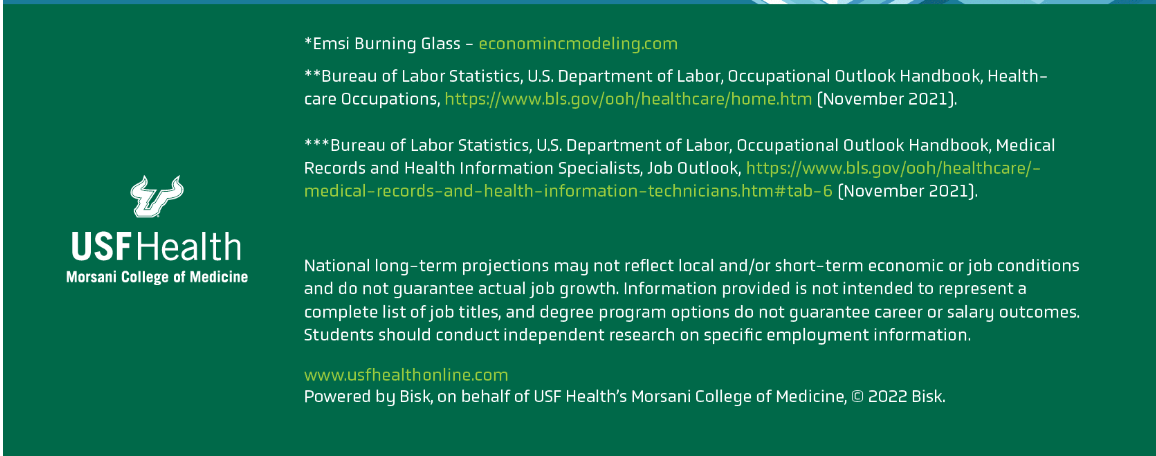 *Emsi Burning Glass - economincmodeling.com
**Bureau of Labor Statistics, U.S. Department of Labor, Occupational Outlook Handbook, Health-
care Occupations, https://www.bls.gov/ooh/healthcare/home.htm (November 2021).
***Bureau of Labor Statistics, U.S. Department of Labor, Occupational Outlook Handbook, Medical
Records and Health Information Specialists, Job Outlook, https://www.bls.gov/ooh/healthcare/-
medical-records-and-health-information-technicians.htm#tab-6 (November 2021).
USF Health
Morsani College of Medicine
National long-term projections may not reflect local and/or short-term economic or job conditions
and do not guarantee actual job growth. Information provided is not intended to represent a
complete list of job titles, and degree program options do not guarantee career or salary outcomes.
Students should conduct independent research on specific employment information.
www.usfhealthonline.com
Powered by Bisk, on behalf of USF Health's Morsani College of Medicine, © 2022 Bisk.